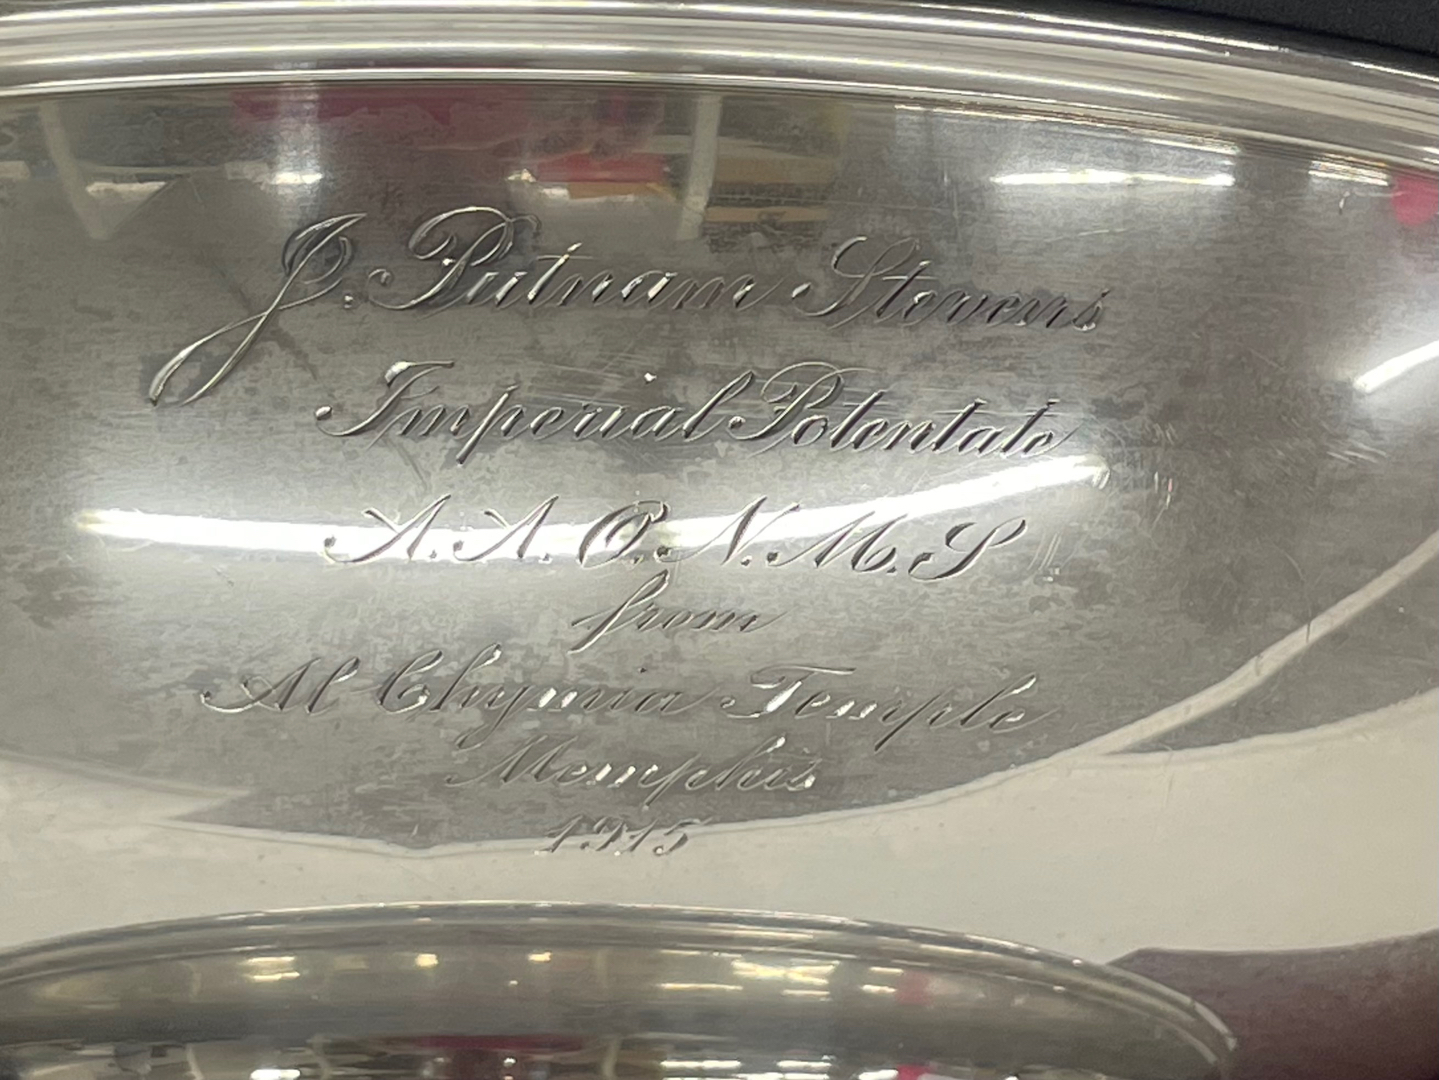 J. Putnam Stevens
Imperial Potentate
A. A. O. N. M. S
from
Al Chymia Temple
Memphis
1915